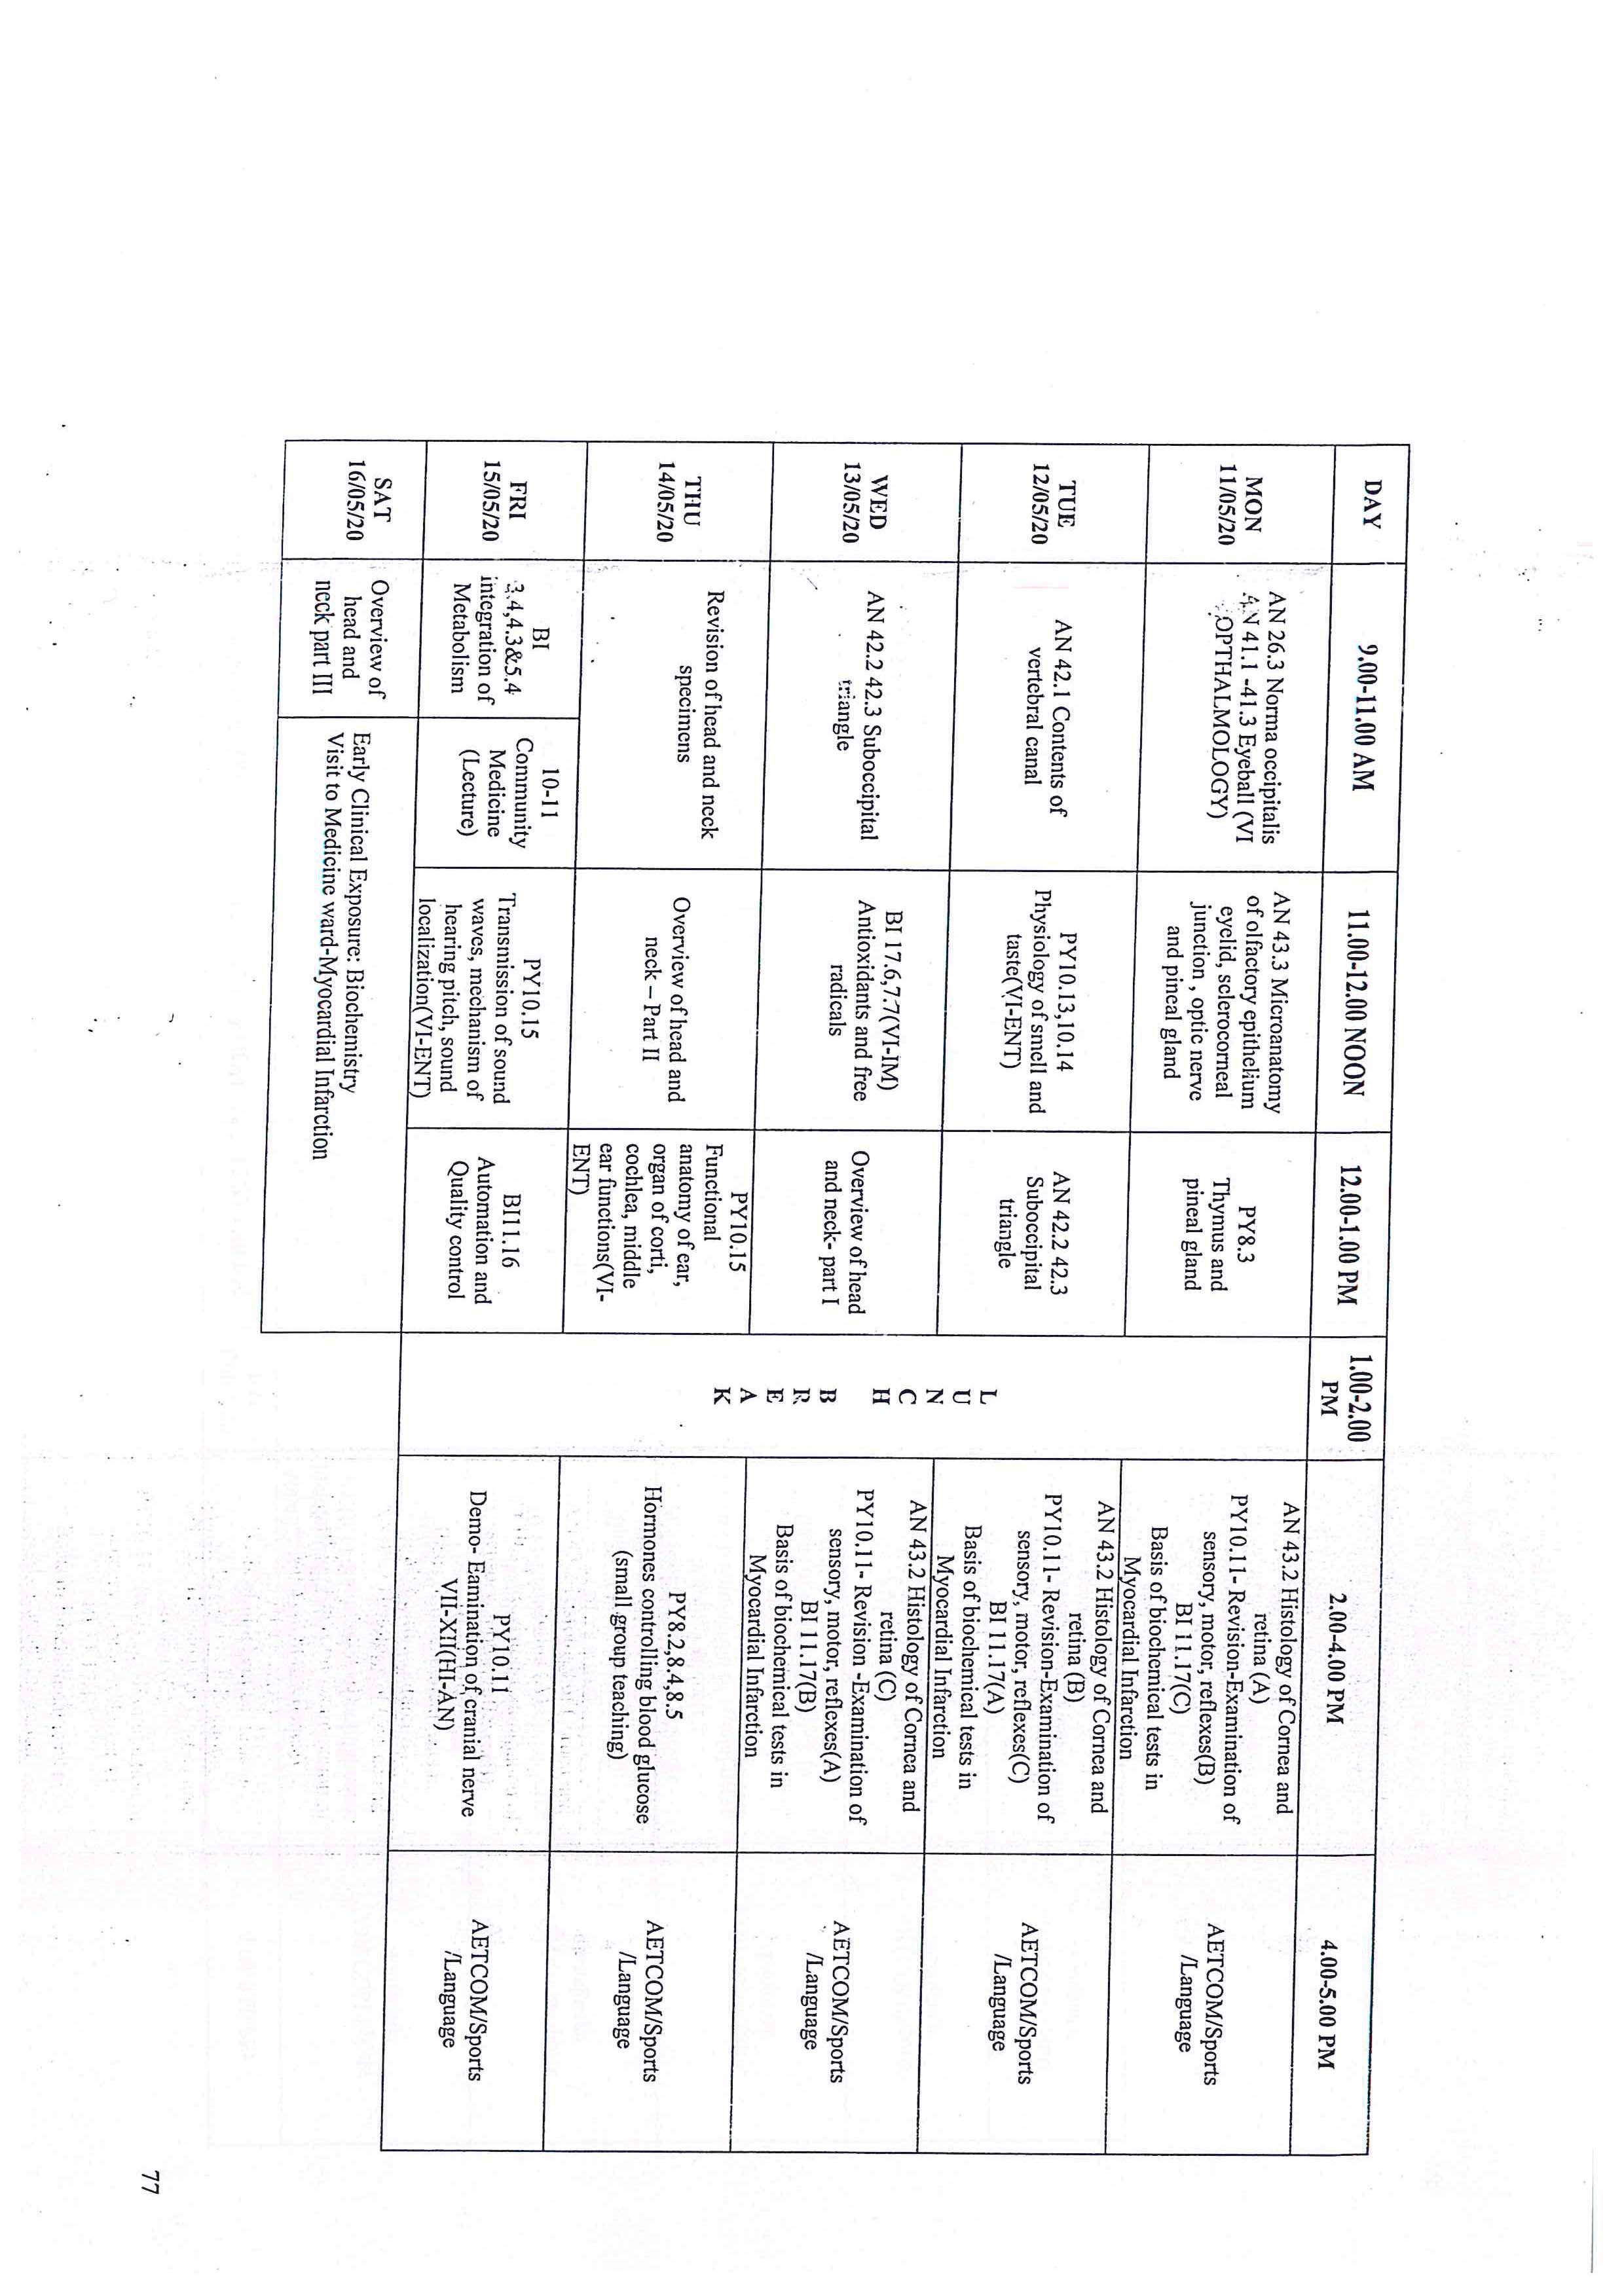 DAY
9.00-11.00 AM
11.00-12.00 NOON
12.00-1.00 PM
1.00-2.00
PM
2.00-4.00 PM
4.00-5.00 PM
MON
11/05/20
AN 26.3 Norma occipitalis
AN 41.1 -41.3 Eyeball (VI
OPTHALMOLOGY)
AN 43.3 Microanatomy
of olfactory epithelium
eyelid, sclerocorneal
junction , optic nerve
and pineal gland
PY8.3
Thymus and
pineal gland
L U N C H B R E A K
AN 43.2 Histology of Cornea and
retina (A)
PY10.11- Revision-Examination of
sensory, motor, reflexes(B)
BI 11.17(C)
Basis of biochemical tests in
Myocardial Infarction
AETCOM/Sports
/Language
TUE
12/05/20
AN 42.1 Contents of
vertebral canal
PY10.13,10.14
Physiology of smell and
taste(VI-ENT)
AN 42.2 42.3
Suboccipital
triangle
AN 43.2 Histology of Cornea and
retina (B)
PY10.11- Revision-Examination of
sensory, motor, reflexes(C)
BI 11.17(A)
Basis of biochemical tests in
Myocardial Infarction
AETCOM/Sports
/Language
WED
13/05/20
AN 42.2 42.3 Suboccipital
triangle
BI 17.6,7.7(VI-IM)
Antioxidants and free
radicals
Overview of head
and neck- part I
AN 43.2 Histology of Cornea and
retina (C)
PY10.11- Revision -Examination of
sensory, motor, reflexes(A)
BI 11.17(B)
Basis of biochemical tests in
Myocardial Infarction
AETCOM/Sports
/Language
THU
14/05/20
Revision of head and neck
specimens
Overview of head and
neck – Part II
PY10.15
Functional
anatomy of ear,
organ of corti,
cochlea, middle
ear functions(VI-
ENT)
PY8.2,8.4,8.5
Hormones controlling blood glucose
(small group teaching)
AETCOM/Sports
/Language
FRI
15/05/20
BI
3.4,4.3&5.4
integration of
Metabolism
10-11
Community
Medicine
(Lecture)
PY10.15
Transmission of sound
waves, mechanism of
hearing pitch, sound
localization(VI-ENT)
BI11.16
Automation and
Quality control
PY10.11
Demo- Eamination of cranial nerve
VII-XII(HI-AN)
AETCOM/Sports
/Language
SAT
16/05/20
Overview of
head and
neck part III
Early Clinical Exposure: Biochemistry
Visit to Medicine ward-Myocardial Infarction
77